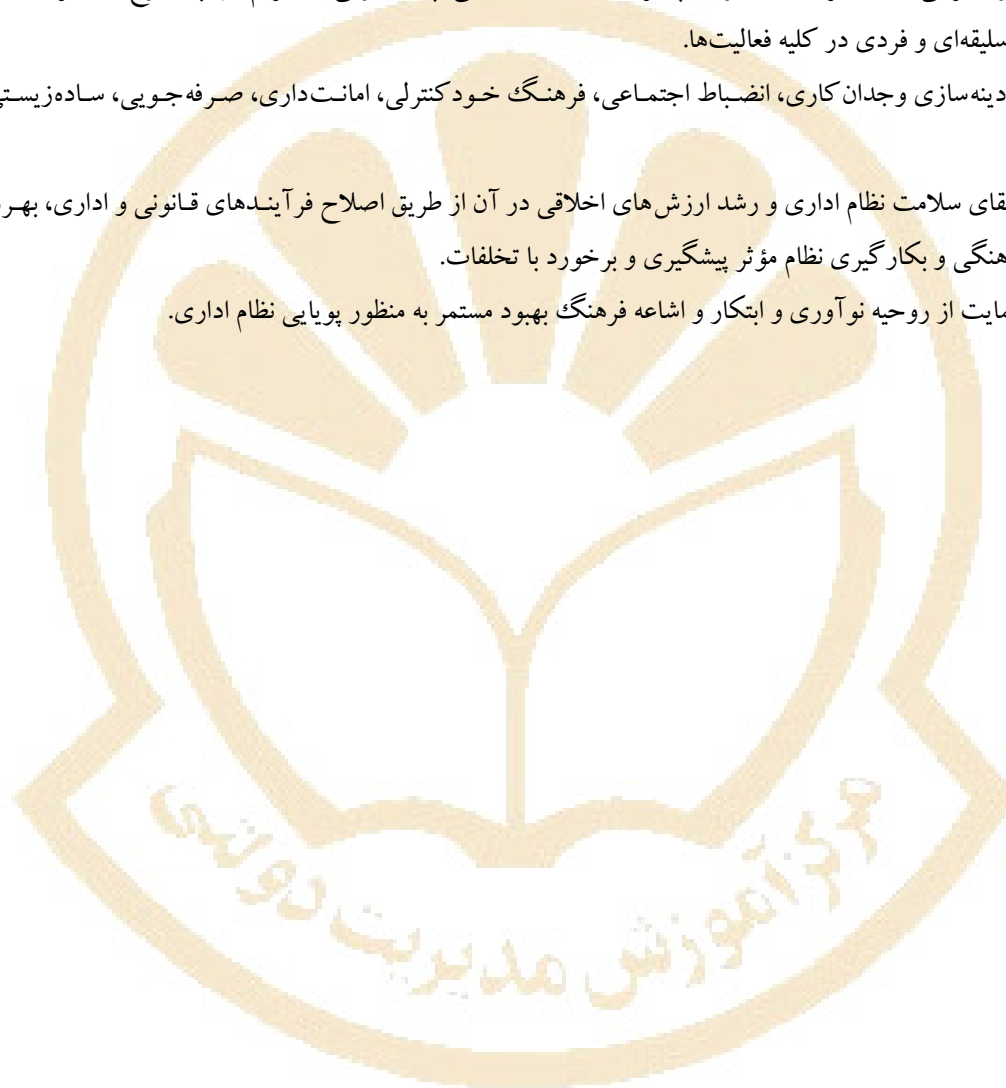 سلیقه‌ای و فردی در کلیه فعالیت‌ها.
دینه‌سازی وجدان کاری، انضباط اجتماعی، فرهنگ خودکنترلی، امانت‌داری، صرفه‌جویی، ساده‌زیستی
قای سلامت نظام اداری و رشد ارزش‌های اخلاقی در آن از طریق اصلاح فرآیندهای قانونی و اداری، بهر
هنگی و بکارگیری نظام مؤثر پیشگیری و برخورد با تخلفات.
مایت از روحیه نوآوری و ابتکار و اشاعه فرهنگ بهبود مستمر به منظور پویایی نظام اداری.
مرکز آموزش مدیریت دولتی